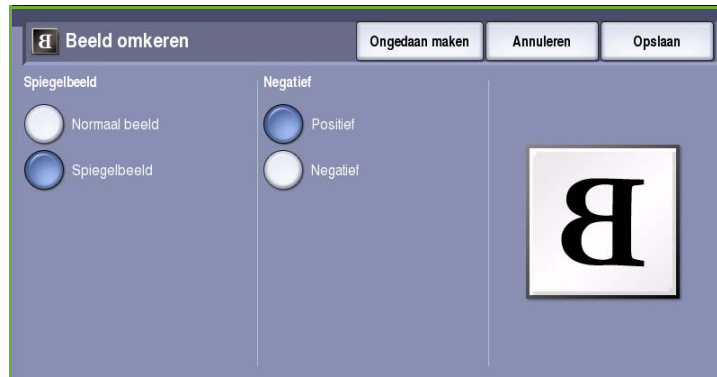 Beeld omkeren
Ongedaan maken
Annuleren
Opslaan
Spiegelbeeld
Negatief
Normaal beeld
Positief
Spiegelbeeld
Negatief
B